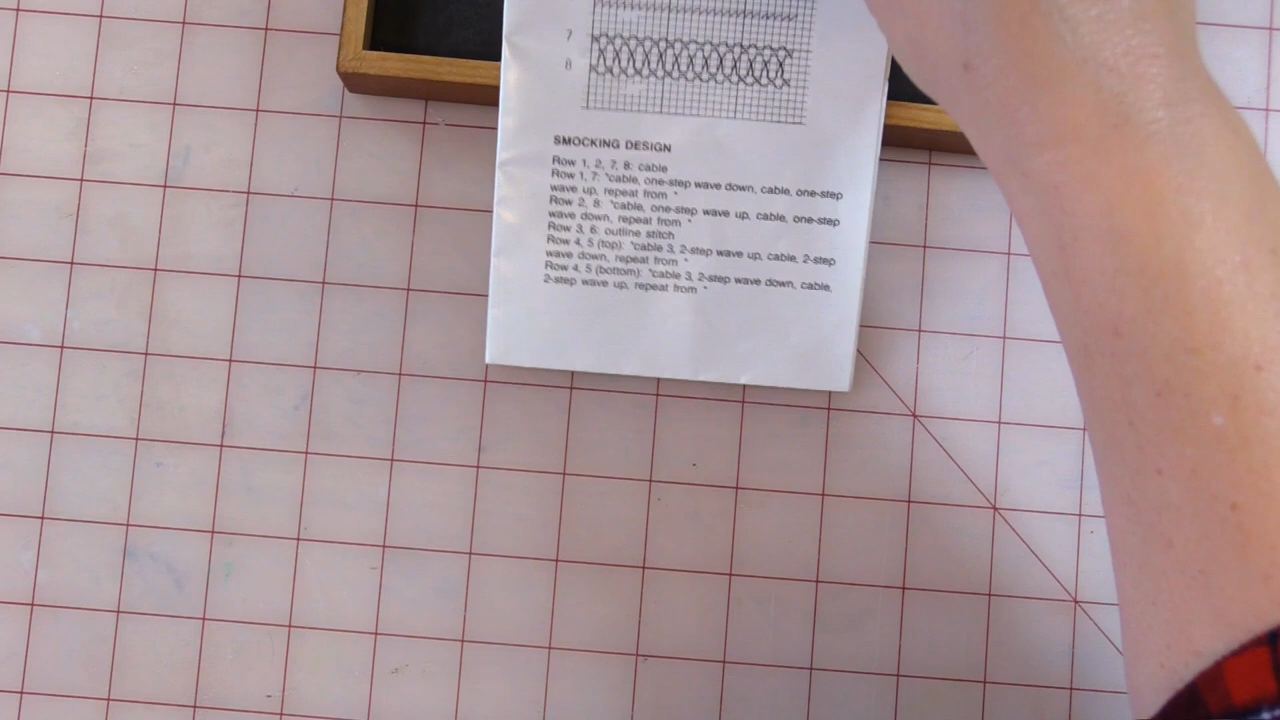 7
8
SMOCKING DESIGN
Row 1, 2, 7, 8: cable
Row 1, 7: *cable, one-step wave down, cable, one-step
wave up, repeat from *
Row 2, 8: *cable, one-step wave up, cable, one-step
wave down, repeat from *
Row 3, 6: outline stitch
Row 4, 5 (top): *cable 3, 2-step wave up, cable, 2-step
wave down, repeat from *
Row 4, 5 (bottom): *cable 3, 2-step wave down, cable,
2-step wave up, repeat from *